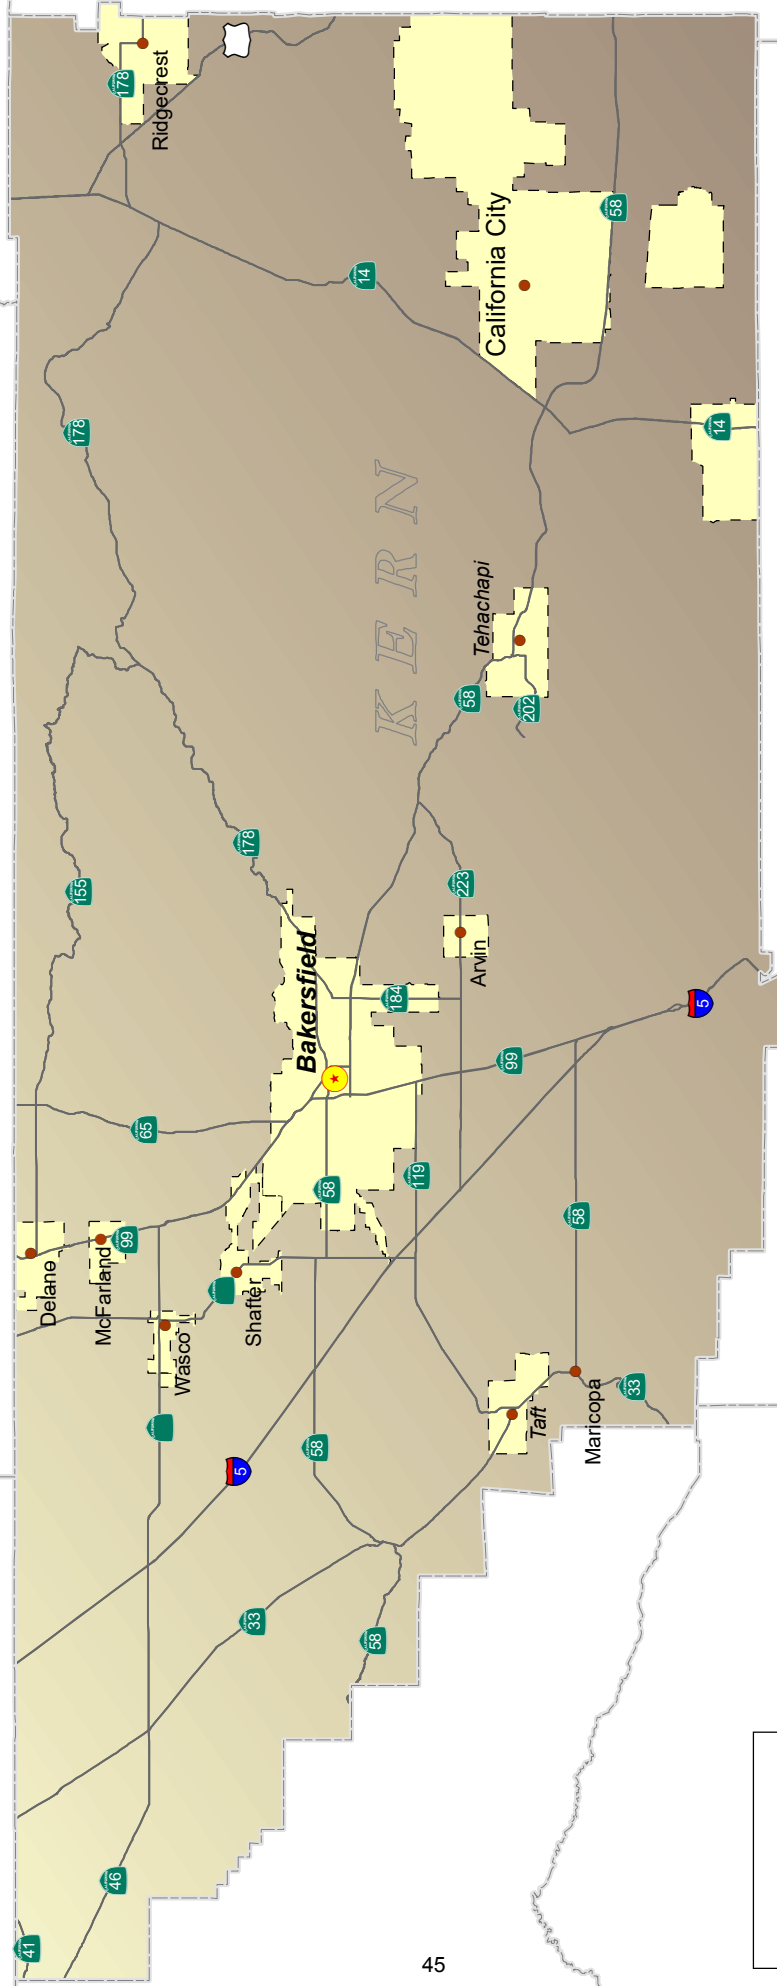 178
Ridgecrest
58
California City
14
14
178
KERN
Tehachapi
58
202
178
155
223
Bakersfield
Arvin
184
5
99
65
119
58
58
99
Delane
McFarland
Shafter
Wasco
33
Maricopa
Taft
58
5
33
58
46
41
45